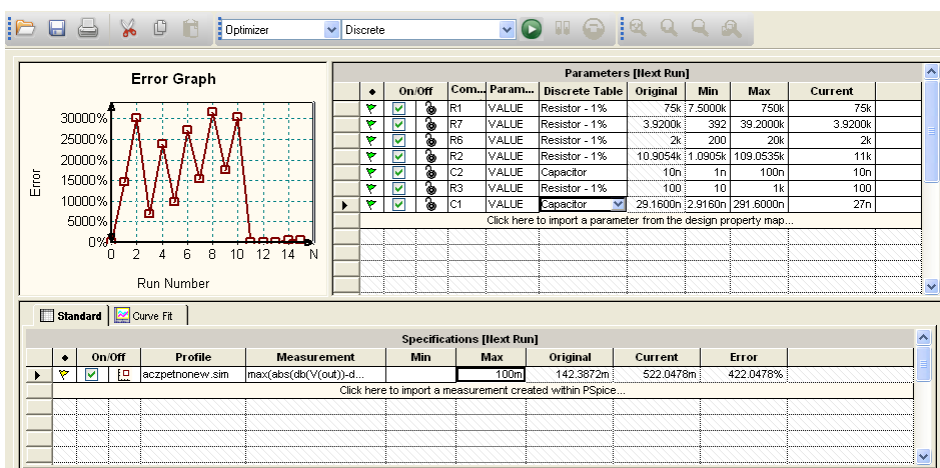 Optimizer Discrete
Error Graph
Error
30000%
25000%
20000%
15000%
10000%
5000%
0%
0 2 4 6 8 10 12 14 N
Run Number
Parameters [Next Run]
On/Off Com... Param... Discrete Table Original Min Max Current
R1 VALUE Resistor - 1% 75k 7.5000k 750k 75k
R7 VALUE Resistor - 1% 3.9200k 392 39.2000k 3.9200k
R6 VALUE Resistor - 1% 2k 200 20k 2k
R2 VALUE Resistor - 1% 10.9054k 1.0905k 109.0535k 11k
C2 VALUE Capacitor 10n 1n 100n 10n
R3 VALUE Resistor - 1% 100 10 1k 100
C1 VALUE Capacitor 29.1600n 2.9160n 291.6000n 27n
Click here to import a parameter from the design property map...
Standard Curve Fit
Specifications [Next Run]
On/Off Profile Measurement Min Max Original Current Error
aczpetnonew.sim max(abs(db(V(out))-d... 100m 142.3872m 522.0478m 422.0478%
Click here to import a measurement created within PSpice...